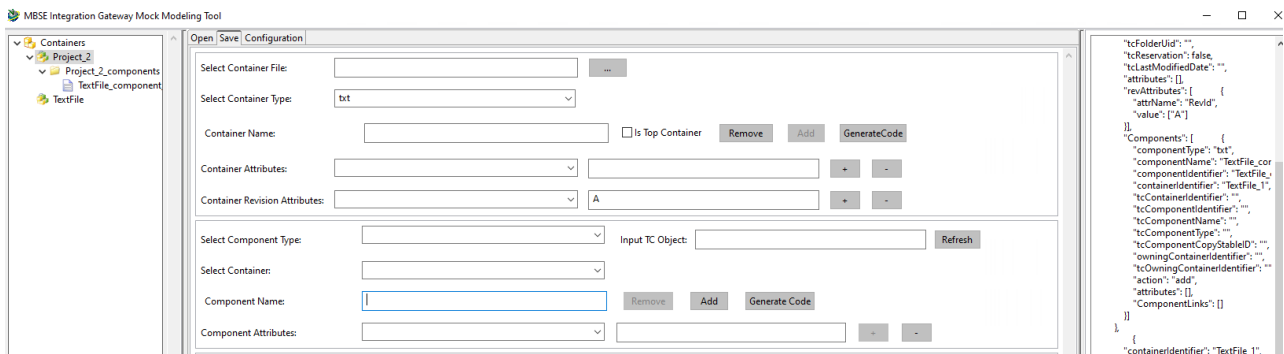 MBSE Integration Gateway Mock Modeling Tool
Containers
Project_2
Project_2_components
TextFile_component
TextFile
Open Save Configuration
Select Container File: ...
Select Container Type: txt
Container Name: Is Top Container Remove Add GenerateCode
Container Attributes: + -
Container Revision Attributes: A + -
Select Component Type: Input TC Object: Refresh
Select Container:
Component Name: Remove Add Generate Code
Component Attributes: + -
"tcFolderUid": "",
"tcReservation": false,
"tcLastModifiedDate": "",
"attributes": [],
"revAttributes": [ {
"attrName": "RevId",
"value": ["A"]
}],
"Components": [ {
"componentType": "txt",
"componentName": "TextFile_cor
"componentIdentifier": "TextFile_
"containerIdentifier": "TextFile_1",
"tcContainerIdentifier": "",
"tcComponentIdentifier": "",
"tcComponentName": "",
"tcComponentType": "",
"tcComponentCopyStableID": "",
"owningContainerIdentifier": "",
"tcOwningContainerIdentifier": ""
"action": "add",
"attributes": [],
"ComponentLinks": []
}]
},
{
"containerIdentifier": "TextFile_1",